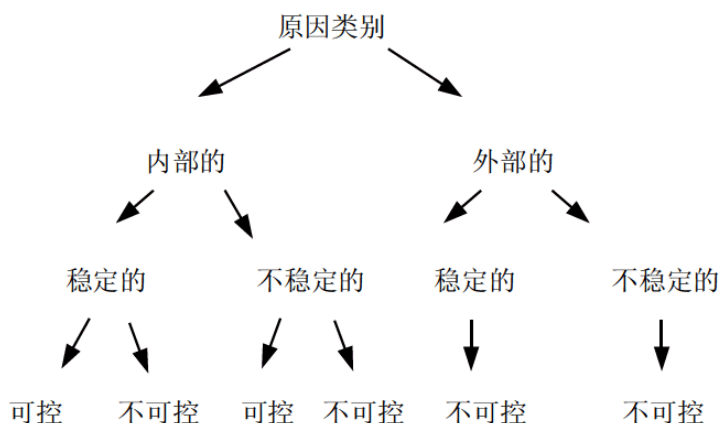 原因类别
内部的 外部的
稳定的 不稳定的 稳定的 不稳定的
可控 不可控 可控 不可控 不可控 不可控